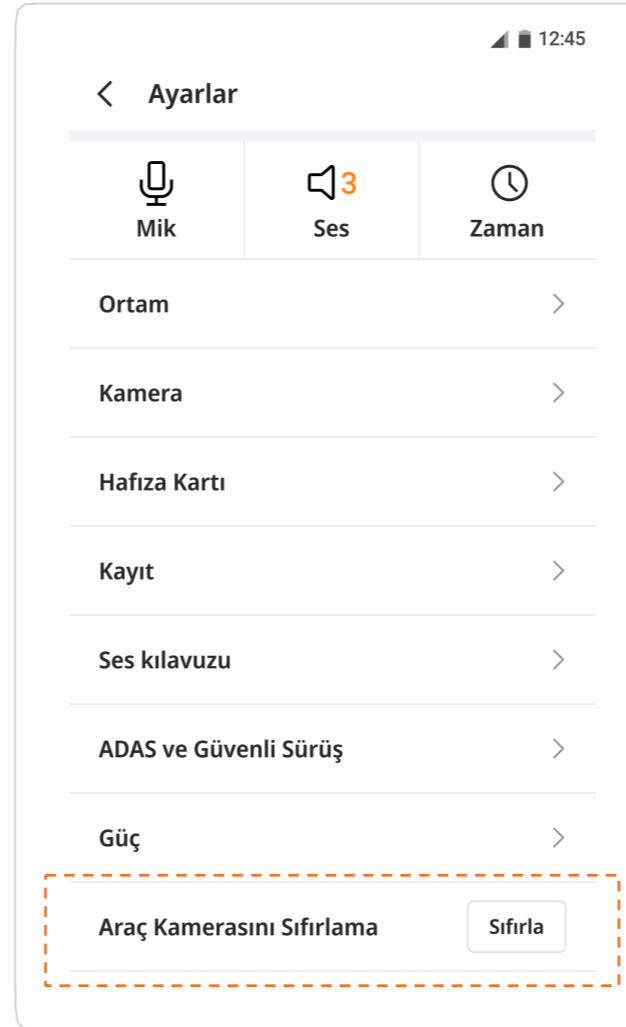 12:45
Ayarlar
3
Mik Ses Zaman
Ortam
Kamera
Hafıza Kartı
Kayıt
Ses kılavuzu
ADAS ve Güvenli Sürüş
Güç
Araç Kamerasını Sıfırlama Sıfırla